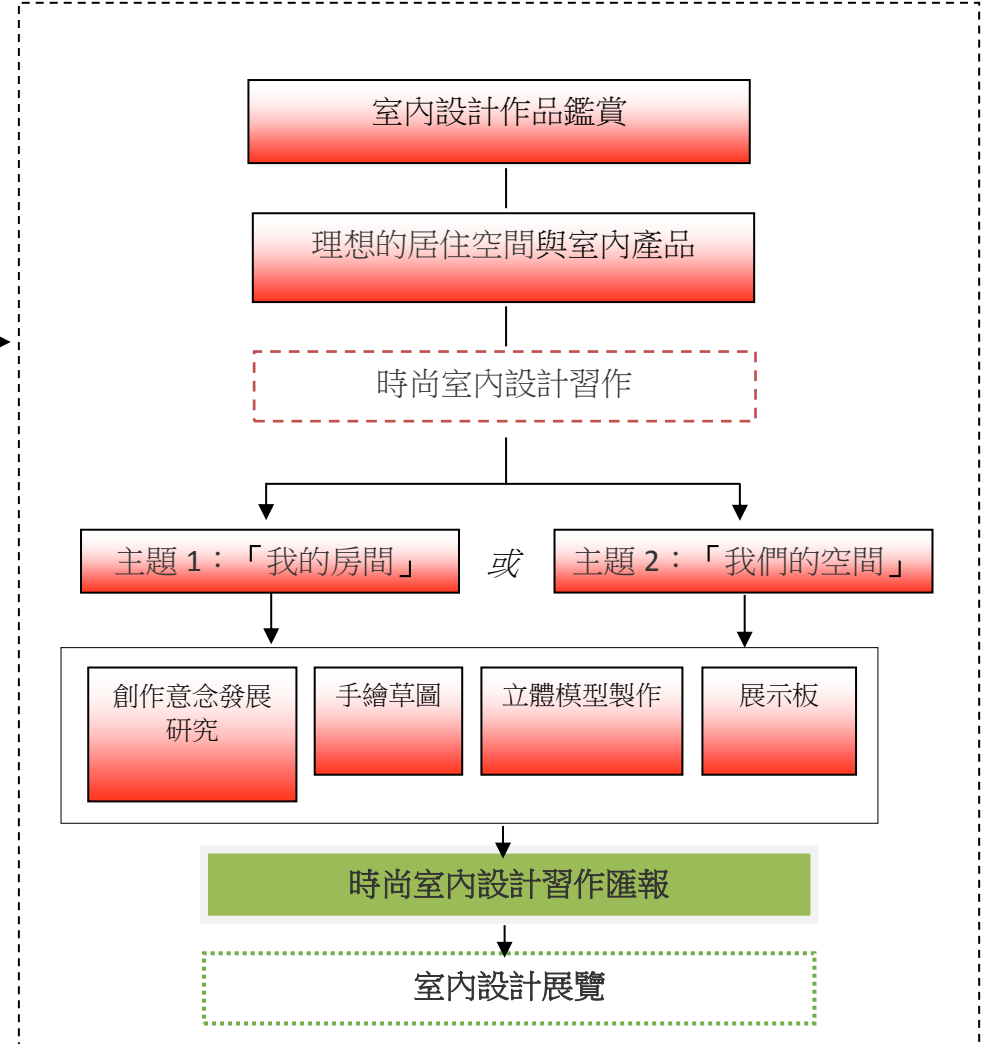 室內設計作品鑑賞
理想的居住空間與室內產品
時尚室內設計習作
主題 1：「我的房間」
或
主題 2：「我們的空間」
創作意念發展
研究
手繪草圖
立體模型製作
展示板
時尚室內設計習作匯報
室內設計展覽